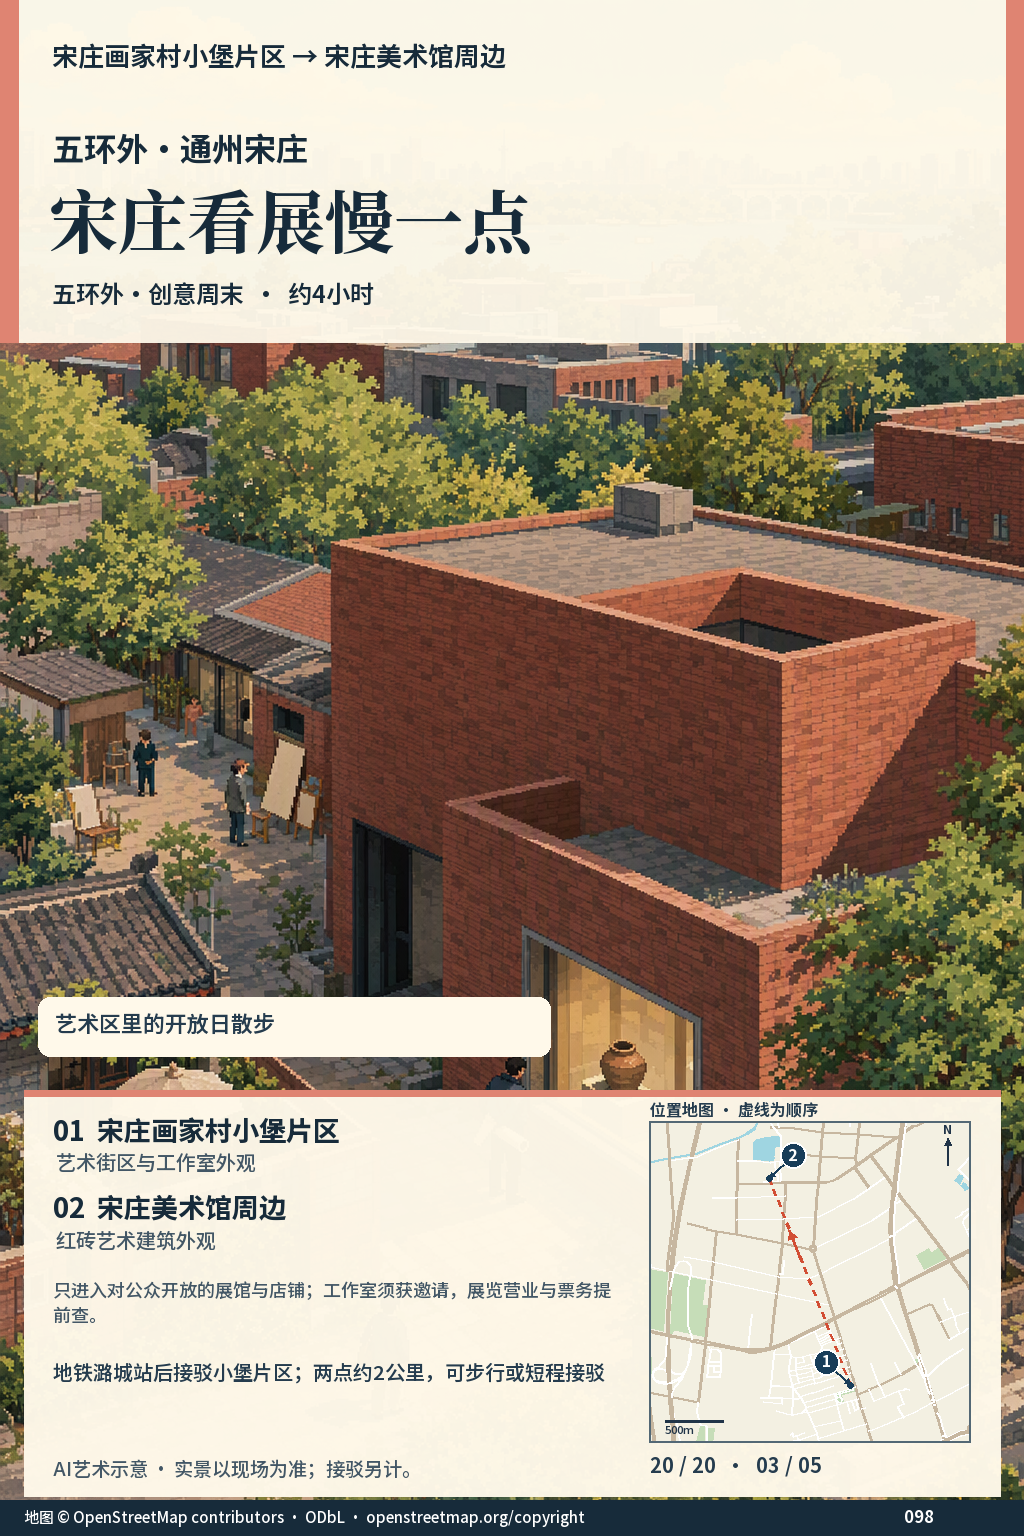 宋庄画家村小堡片区 → 宋庄美术馆周边
五环外・通州宋庄
宋庄看展慢一点
五环外・创意周末 ・ 约4小时
艺术区里的开放日散步
01 宋庄画家村小堡片区
艺术街区与工作室外观
02 宋庄美术馆周边
红砖艺术建筑外观
只进入对公众开放的展馆与店铺；工作室须获邀请，展览营业与票务提
前查。
地铁潞城站后接驳小堡片区；两点约2公里，可步行或短程接驳
AI艺术示意 ・ 实景以现场为准；接驳另计。
位置地图 ・ 虚线为顺序
N
2
1
500m
20 / 20 ・ 03 / 05
地图 © OpenStreetMap contributors ・ ODbL ・ openstreetmap.org/copyright
098